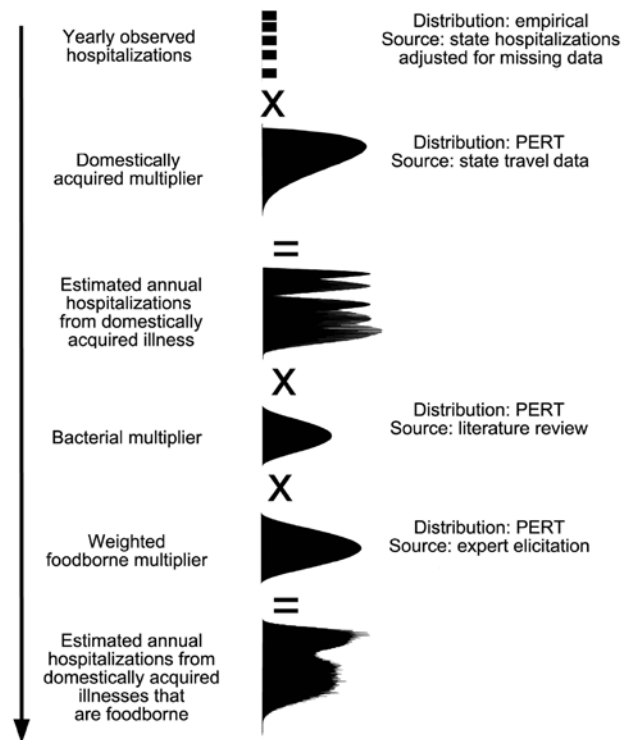 Yearly observed
hospitalizations
Distribution: empirical
Source: state hospitalizations
adjusted for missing data
X
Domestically
acquired multiplier
Distribution: PERT
Source: state travel data
=
Estimated annual
hospitalizations
from domestically
acquired illness
X
Bacterial multiplier
Distribution: PERT
Source: literature review
X
Weighted
foodborne multiplier
Distribution: PERT
Source: expert elicitation
=
Estimated annual
hospitalizations from
domestically acquired
illnesses that
are foodborne